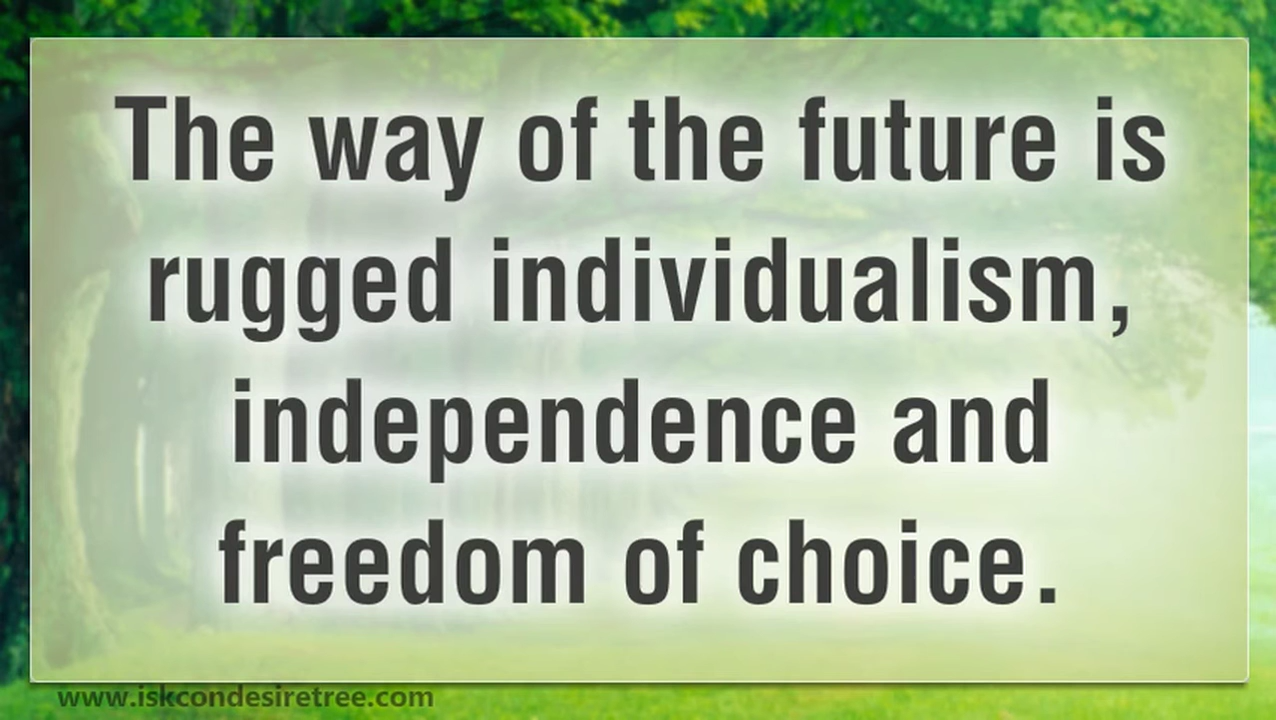 The way of the future is
rugged individualism,
independence and
freedom of choice.
www.iskcondesiretree.com